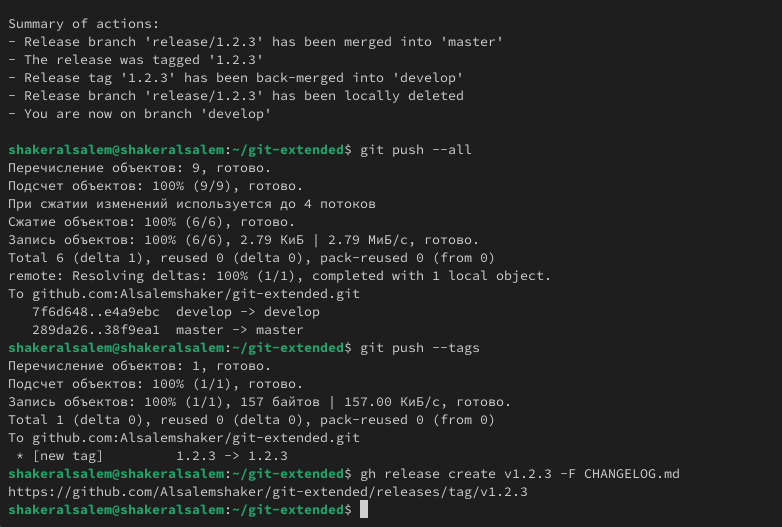 Summary of actions:
- Release branch 'release/1.2.3' has been merged into 'master'
- The release was tagged '1.2.3'
- Release tag '1.2.3' has been back-merged into 'develop'
- Release branch 'release/1.2.3' has been locally deleted
- You are now on branch 'develop'
shakeralsalem@shakeralsalem:~/git-extended$ git push --all
Перечисление объектов: 9, готово.
Подсчет объектов: 100% (9/9), готово.
При сжатии изменений используется до 4 потоков
Сжатие объектов: 100% (6/6), готово.
Запись объектов: 100% (6/6), 2.79 КиБ | 2.79 МиБ/с, готово.
Total 6 (delta 1), reused 0 (delta 0), pack-reused 0 (from 0)
remote: Resolving deltas: 100% (1/1), completed with 1 local object.
To github.com:Alsalemshaker/git-extended.git
   7f6d648..e4a9ebc  develop -> develop
   289da26..38f9ea1  master -> master
shakeralsalem@shakeralsalem:~/git-extended$ git push --tags
Перечисление объектов: 1, готово.
Подсчет объектов: 100% (1/1), готово.
Запись объектов: 100% (1/1), 157 байтов | 157.00 КиБ/с, готово.
Total 1 (delta 0), reused 0 (delta 0), pack-reused 0 (from 0)
To github.com:Alsalemshaker/git-extended.git
 * [new tag]         1.2.3 -> 1.2.3
shakeralsalem@shakeralsalem:~/git-extended$ gh release create v1.2.3 -F CHANGELOG.md
https://github.com/Alsalemshaker/git-extended/releases/tag/v1.2.3
shakeralsalem@shakeralsalem:~/git-extended$